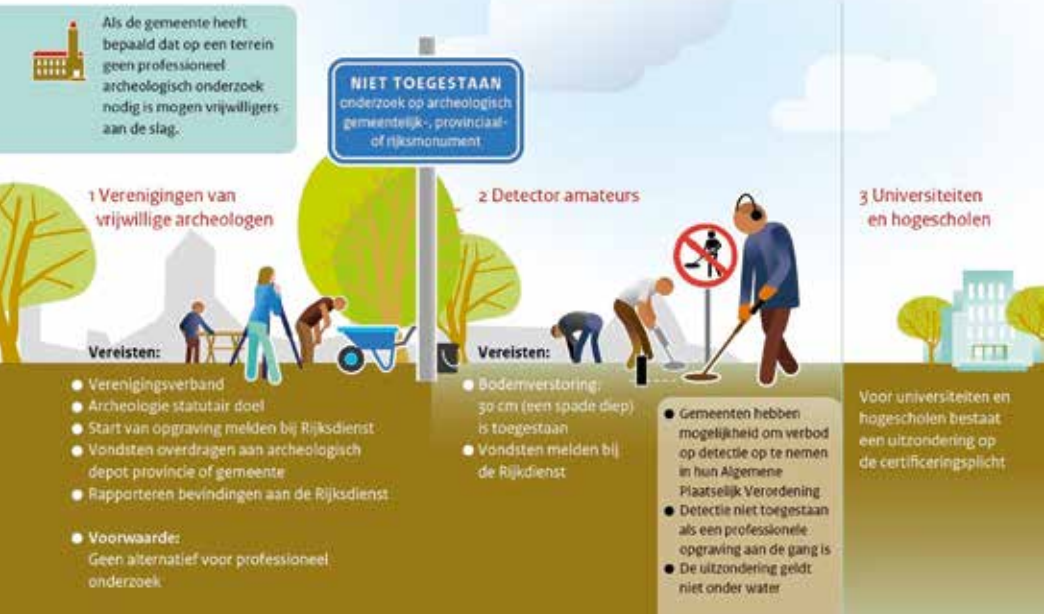 Als de gemeente heeft
bepaald dat op een terrein
geen professioneel
archeologisch onderzoek
nodig is mogen vrijwilligers
aan de slag.
NIET TOEGESTAAN
onderzoek op archeologisch
gemeentelijk-, provinciaal-
of rijksmonument
1 Verenigingen van
vrijwillige archeologen
Vereisten:
Verenigingsverband
Archeologie statutair doel
Start van opgraving melden bij Rijksdienst
Vondsten overdragen aan archeologisch
depot provincie of gemeente
Rapporteren bevindingen aan de Rijksdienst
Voorwaarde:
Geen alternatief voor professioneel
onderzoek
2 Detector amateurs
Vereisten:
Bodemverstoring:
30 cm (een spade diep)
is toegestaan
Vondsten melden bij
de Rijkdienst
Gemeenten hebben
mogelijkheid om verbod
op detectie op te nemen
in hun Algemene
Plaatselijk Verordening
Detectie niet toegestaan
als een professionele
opgraving aan de gang is
De uitzondering geldt
niet onder water
3 Universiteiten
en hogescholen
Voor universiteiten en
hogescholen bestaat
een uitzondering op
de certificeringsplicht